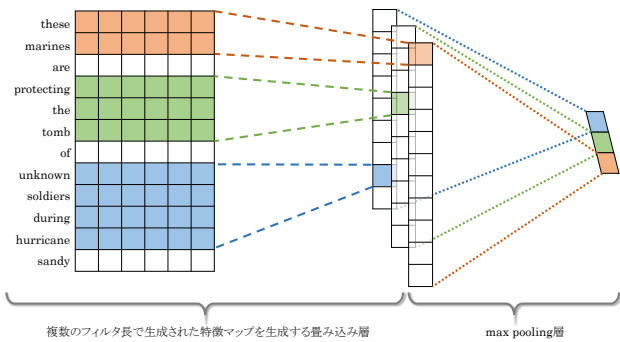 these
marines
are
protecting
the
tomb
of
unknown
soldiers
during
hurricane
sandy
複数のフィルタ長で生成された特徴マップを生成する畳み込み層
max pooling層